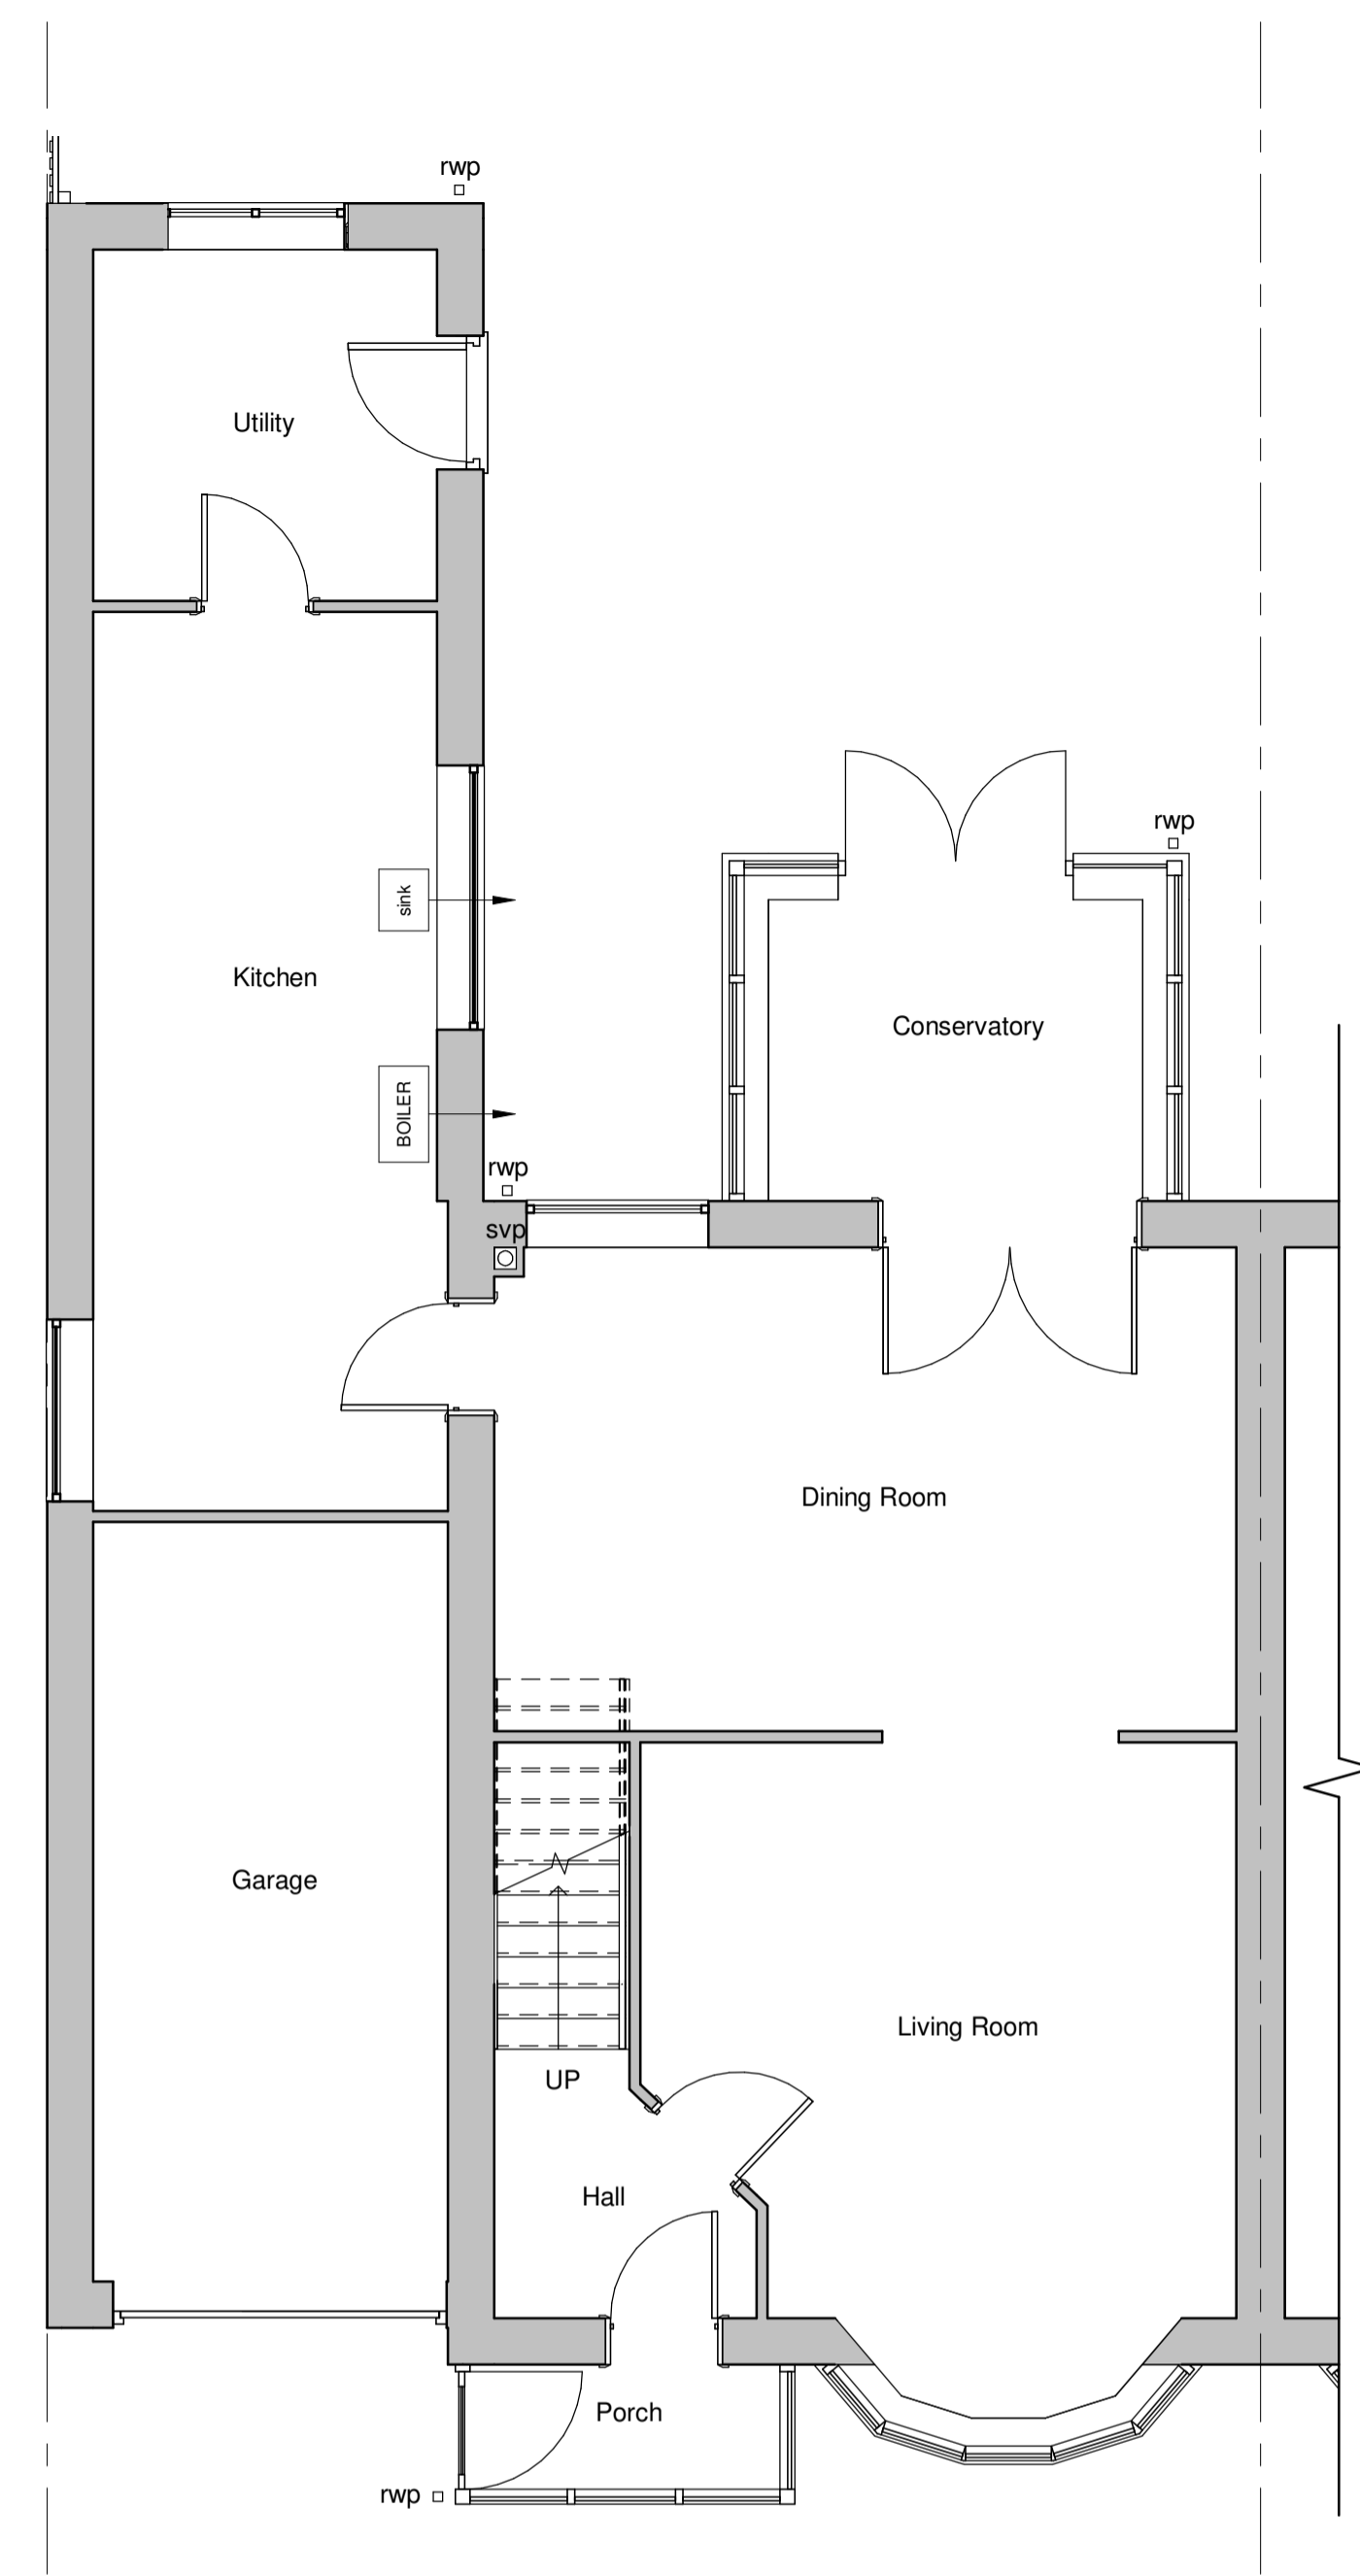 rwp
Utility
rwp
sink
Kitchen
Conservatory
BOILER
rwp
svp
Dining Room
Garage
Living Room
UP
Hall
Porch
rwp